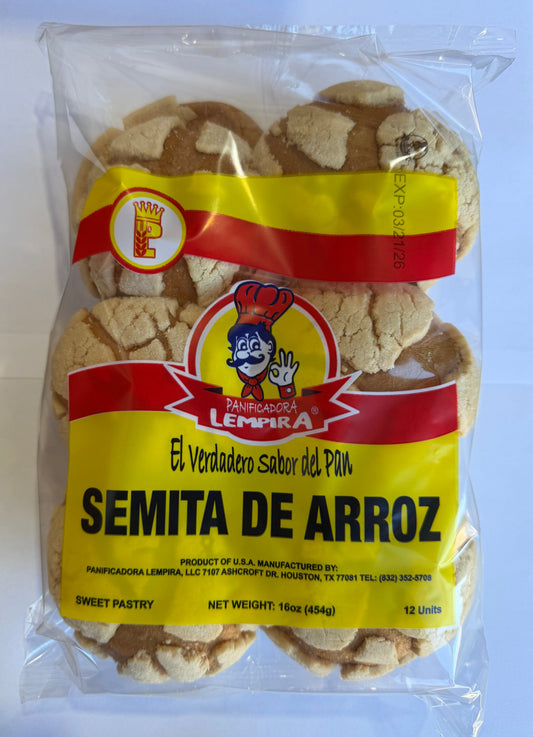 EXP:03/21/26
PANIFICADORA
LEMPIRA®
El Verdadero Sabor del Pan
SEMITA DE ARROZ
PRODUCT OF U.S.A. MANUFACTURED BY:
PANIFICADORA LEMPIRA, LLC 7107 ASHCROFT DR. HOUSTON, TX 77081 TEL: (832) 352-5708
SWEET PASTRY NET WEIGHT: 16oz (454g) 12 Units